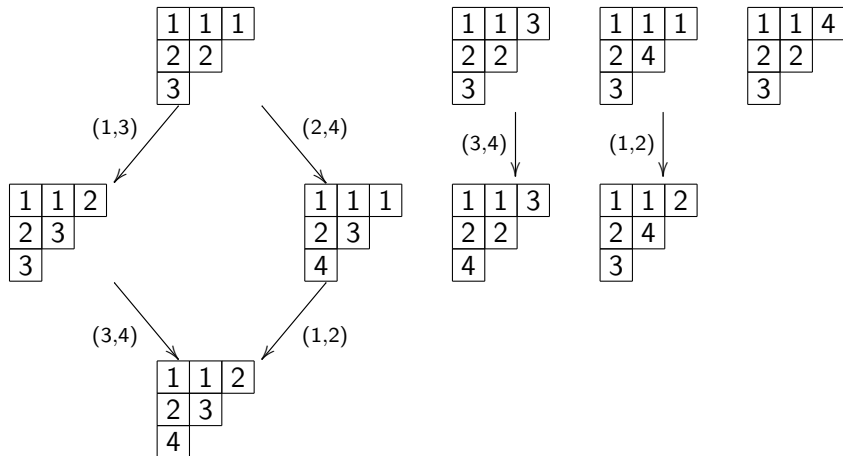 1 1 1 1 1 3 1 1 1 1 1 4
2 2 2 2 2 4 2 2
3 3 3 3
(1,3) (2,4) (3,4) (1,2)
1 1 2 1 1 1 1 1 3 1 1 2
2 3 2 3 2 2 2 4
3 4 4 3
(3,4) (1,2)
1 1 2
2 3
4